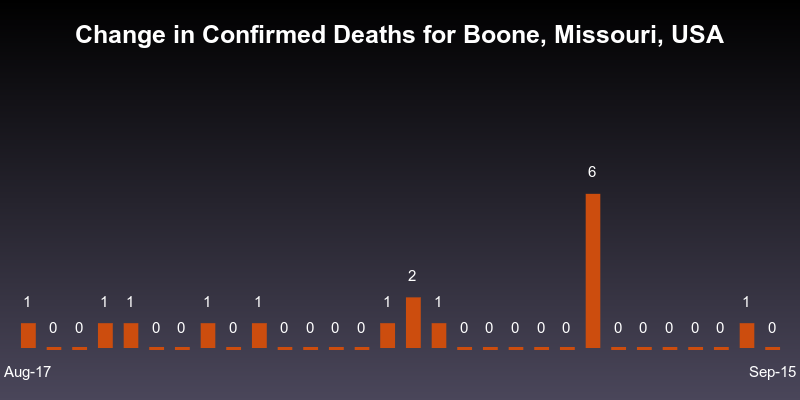 Change in Confirmed Deaths for Boone, Missouri, USA
6
2
1 1 1 1 1 1 1 1
0 0 0 0 0 0 0 0 0 0 0 0 0 0 0 0 0 0 0 0
Aug-17 Sep-15